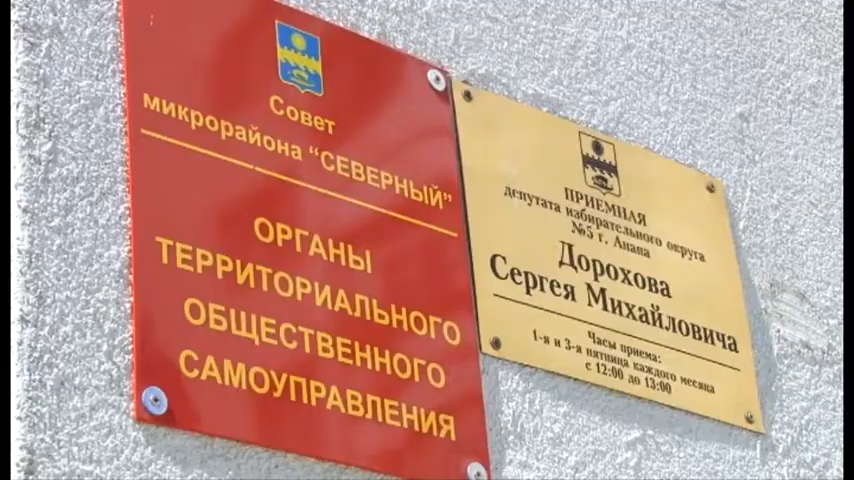 Совет
микрорайона "СЕВЕРНЫЙ"
ОРГАНЫ
ТЕРРИТОРИАЛЬНОГО
ОБЩЕСТВЕННОГО
САМОУПРАВЛЕНИЯ
ПРИЕМНАЯ
депутата избирательного округа
№5 г. Анапа
Дорохова
Сергея Михайловича
Часы приема:
1-я и 3-я пятница каждого месяца
с 12:00 до 13:00